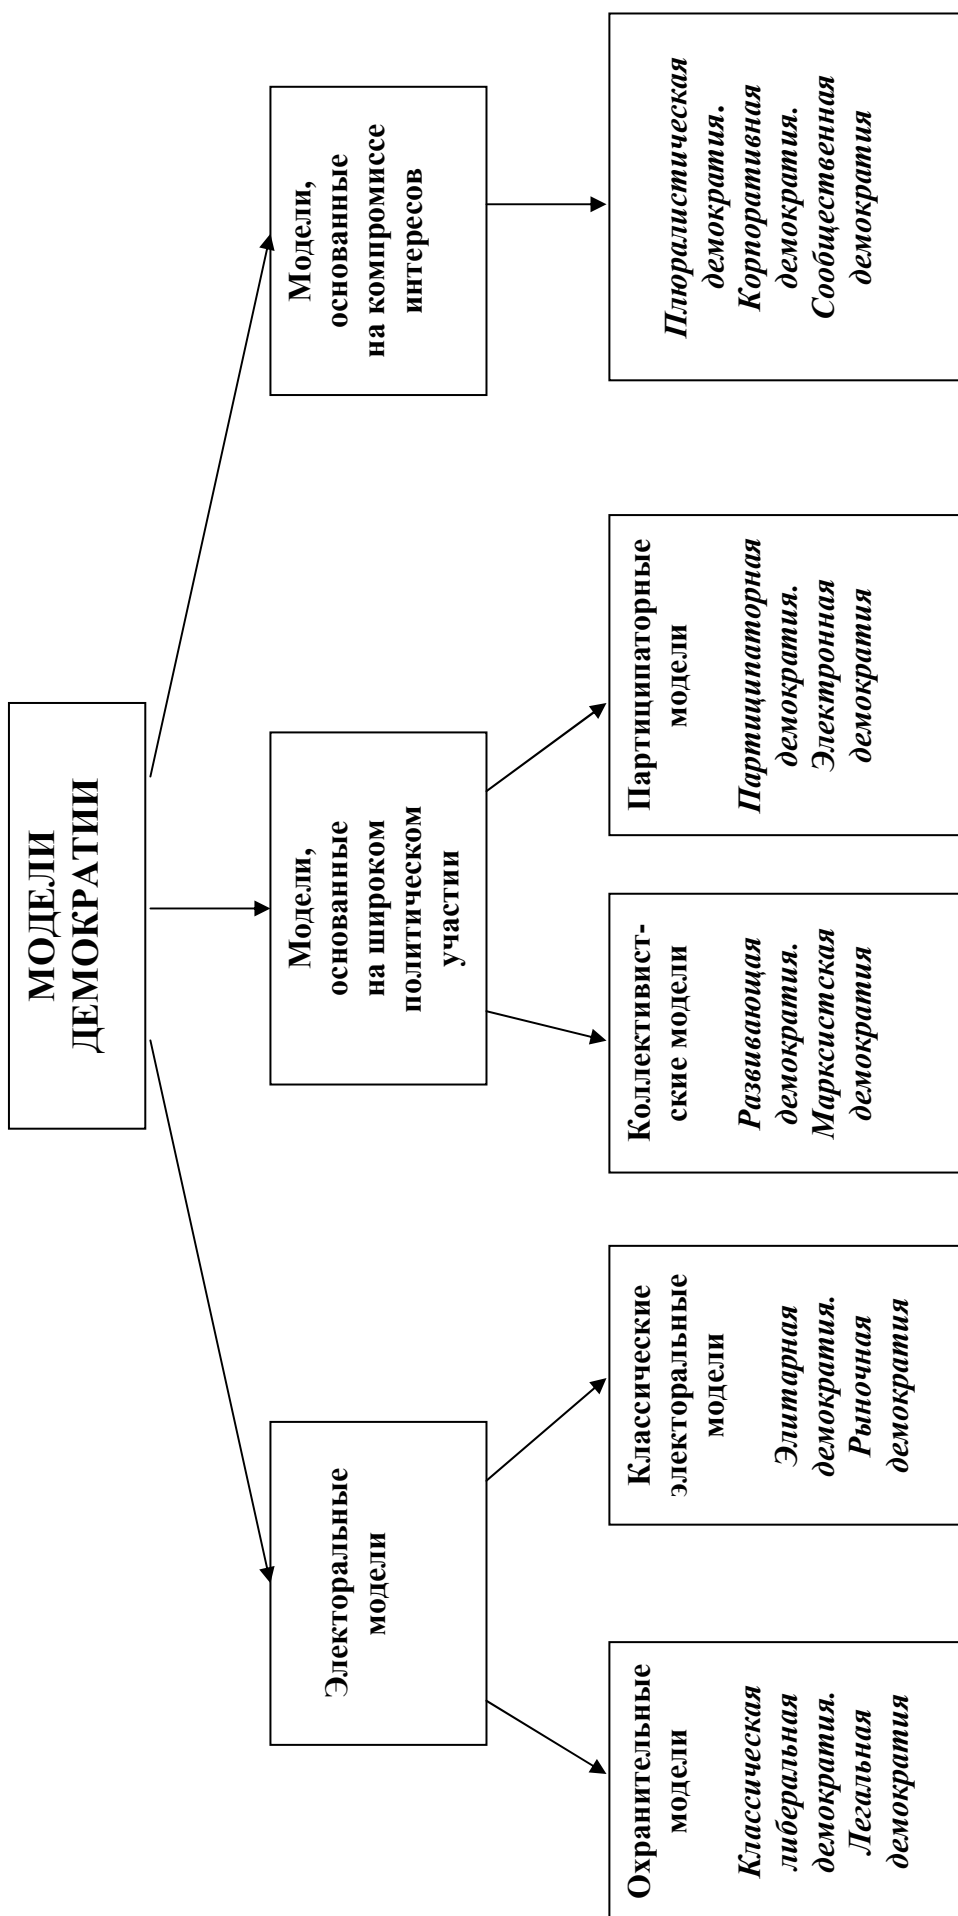 МОДЕЛИ
ДЕМОКРАТИИ
Электоральные
модели
Модели,
основанные
на широком
политическом
участии
Модели,
основанные
на компромиссе
интересов
Охранительные
модели
Классическая
либеральная
демократия.
Легальная
демократия
Классические
электоральные
модели
Элитарная
демократия.
Рыночная
демократия
Коллективист-
ские модели
Развивающая
демократия.
Марксистская
демократия
Партиципаторные
модели
Партиципаторная
демократия.
Электронная
демократия
Плюралистическая
демократия.
Корпоративная
демократия.
Сообщественная
демократия